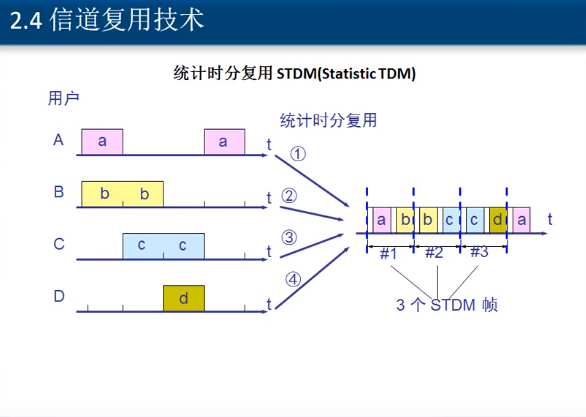 2.4 信道复用技术
统计时分复用 STDM(Statistic TDM)
用户
统计时分复用
A a a t ①
B b b t ②
C c c t ③
D d t ④
a b b c c d a t
#1 #2 #3
3 个 STDM 帧